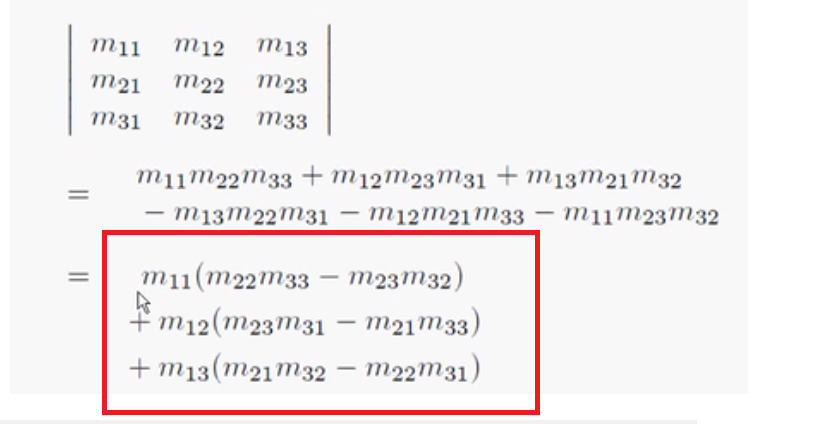 | m₁₁ m₁₂ m₁₃ |
| m₂₁ m₂₂ m₂₃ |
| m₃₁ m₃₂ m₃₃ |
= m₁₁m₂₂m₃₃ + m₁₂m₂₃m₃₁ + m₁₃m₂₁m₃₂
− m₁₃m₂₂m₃₁ − m₁₂m₂₁m₃₃ − m₁₁m₂₃m₃₂
= m₁₁(m₂₂m₃₃ − m₂₃m₃₂)
+ m₁₂(m₂₃m₃₁ − m₂₁m₃₃)
+ m₁₃(m₂₁m₃₂ − m₂₂m₃₁)